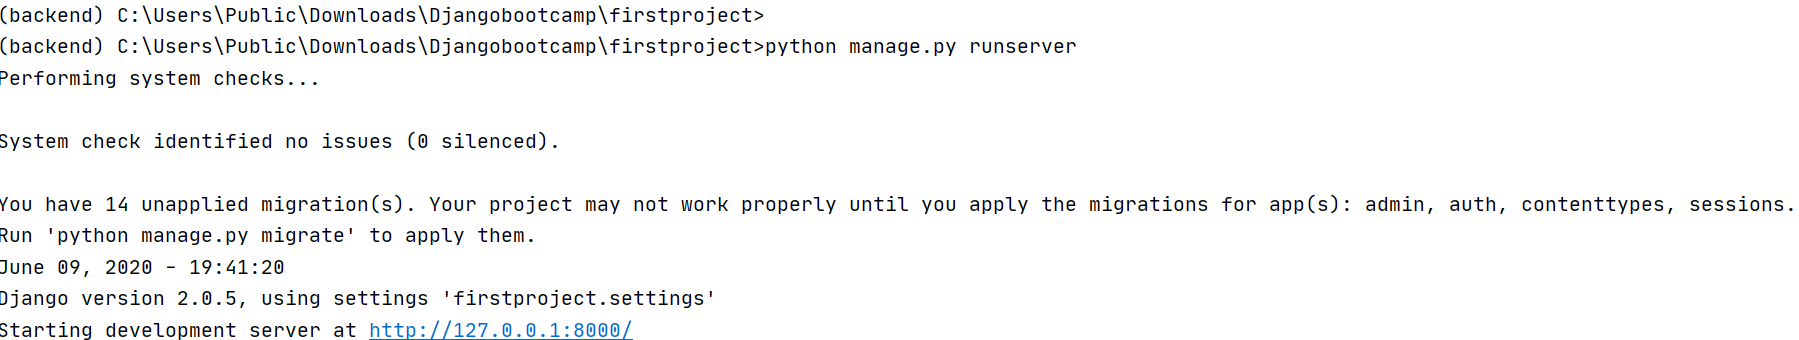 (backend) C:\Users\Public\Downloads\Djangobootcamp\firstproject>
(backend) C:\Users\Public\Downloads\Djangobootcamp\firstproject>python manage.py runserver
Performing system checks...
System check identified no issues (0 silenced).
You have 14 unapplied migration(s). Your project may not work properly until you apply the migrations for app(s): admin, auth, contenttypes, sessions.
Run 'python manage.py migrate' to apply them.
June 09, 2020 - 19:41:20
Django version 2.0.5, using settings 'firstproject.settings'
Starting development server at http://127.0.0.1:8000/